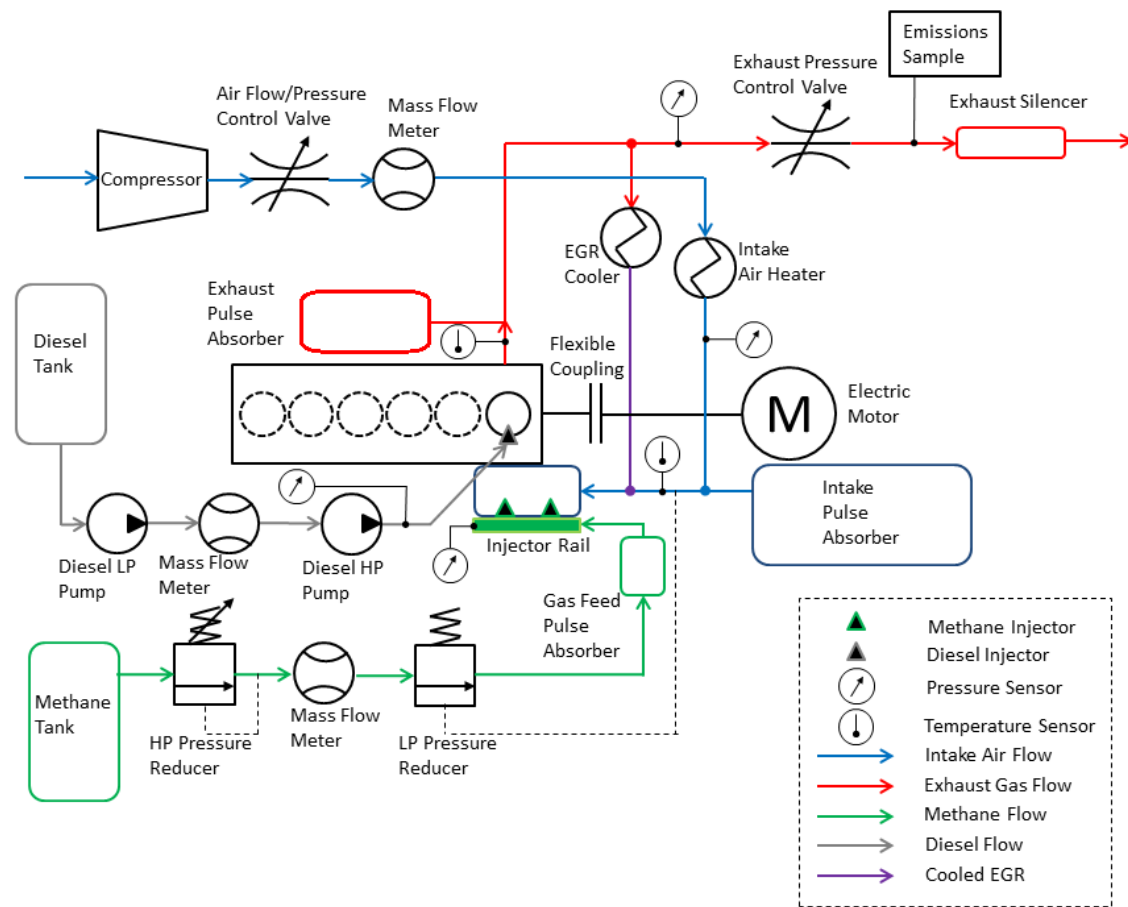 Emissions
Sample
Exhaust Pressure
Control Valve
Air Flow/Pressure
Control Valve
Mass Flow
Meter
Exhaust Silencer
Compressor
EGR
Cooler
Intake
Air Heater
Exhaust
Pulse
Absorber
Diesel
Tank
Flexible
Coupling
Electric
Motor
M
Intake
Pulse
Absorber
Injector Rail
Diesel LP
Pump
Mass Flow
Meter
Diesel HP
Pump
Gas Feed
Pulse
Absorber
Methane
Tank
HP Pressure
Reducer
Mass Flow
Meter
LP Pressure
Reducer
Methane Injector
Diesel Injector
Pressure Sensor
Temperature Sensor
Intake Air Flow
Exhaust Gas Flow
Methane Flow
Diesel Flow
Cooled EGR